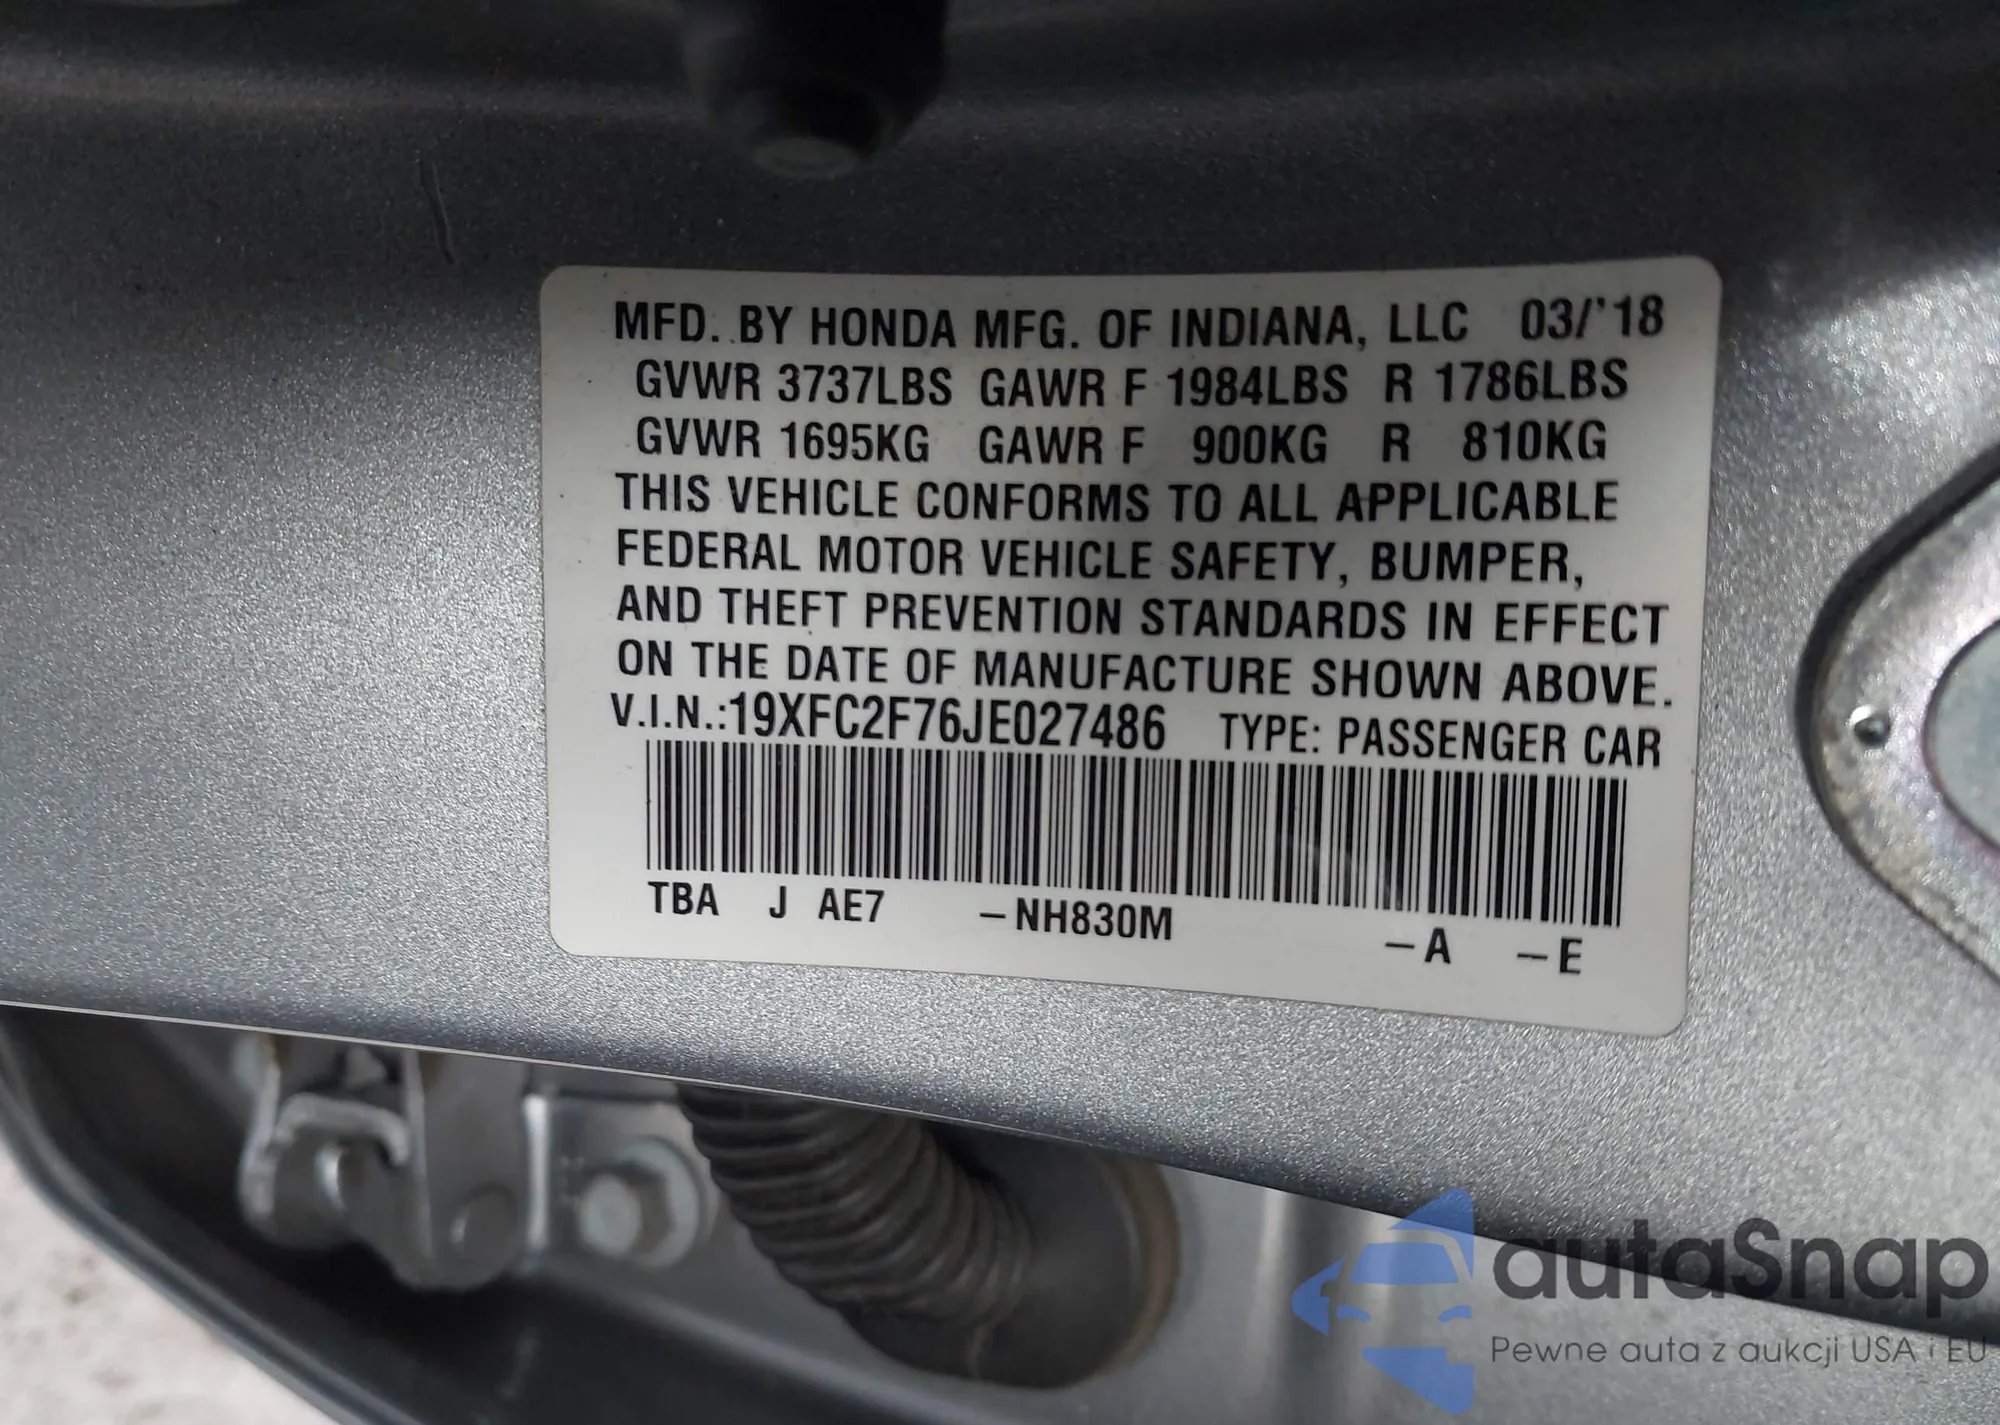 MFD. BY HONDA MFG. OF INDIANA, LLC 03/'18
GVWR 3737LBS GAWR F 1984LBS R 1786LBS
GVWR 1695KG GAWR F 900KG R 810KG
THIS VEHICLE CONFORMS TO ALL APPLICABLE
FEDERAL MOTOR VEHICLE SAFETY, BUMPER,
AND THEFT PREVENTION STANDARDS IN EFFECT
ON THE DATE OF MANUFACTURE SHOWN ABOVE.
V.I.N.:19XFC2F76JE027486 TYPE: PASSENGER CAR
TBA J AE7 –NH830M –A –E
autaSnap
Pewne auta z aukcji USA i EU